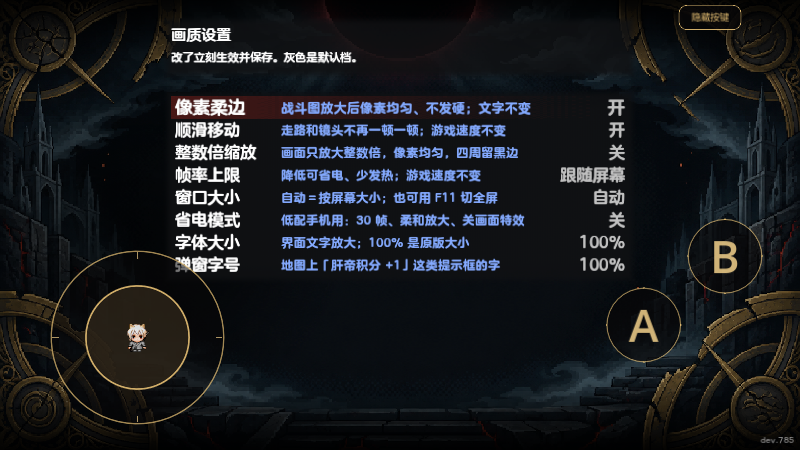 隐藏按键
画质设置
改了立刻生效并保存。灰色是默认档。
像素柔边 战斗图放大后像素均匀、不发硬；文字不变 开
顺滑移动 走路和镜头不再一顿一顿；游戏速度不变 开
整数倍缩放 画面只放大整数倍，像素均匀，四周留黑边 关
帧率上限 降低可省电、少发热；游戏速度不变 跟随屏幕
窗口大小 自动＝按屏幕大小；也可用 F11 切全屏 自动
省电模式 低配手机用：30 帧、柔和放大、关画面特效 关
字体大小 界面文字放大；100% 是原版大小 100%
弹窗字号 地图上「肝帝积分 +1」这类提示框的字 100%
B
A
dev.785